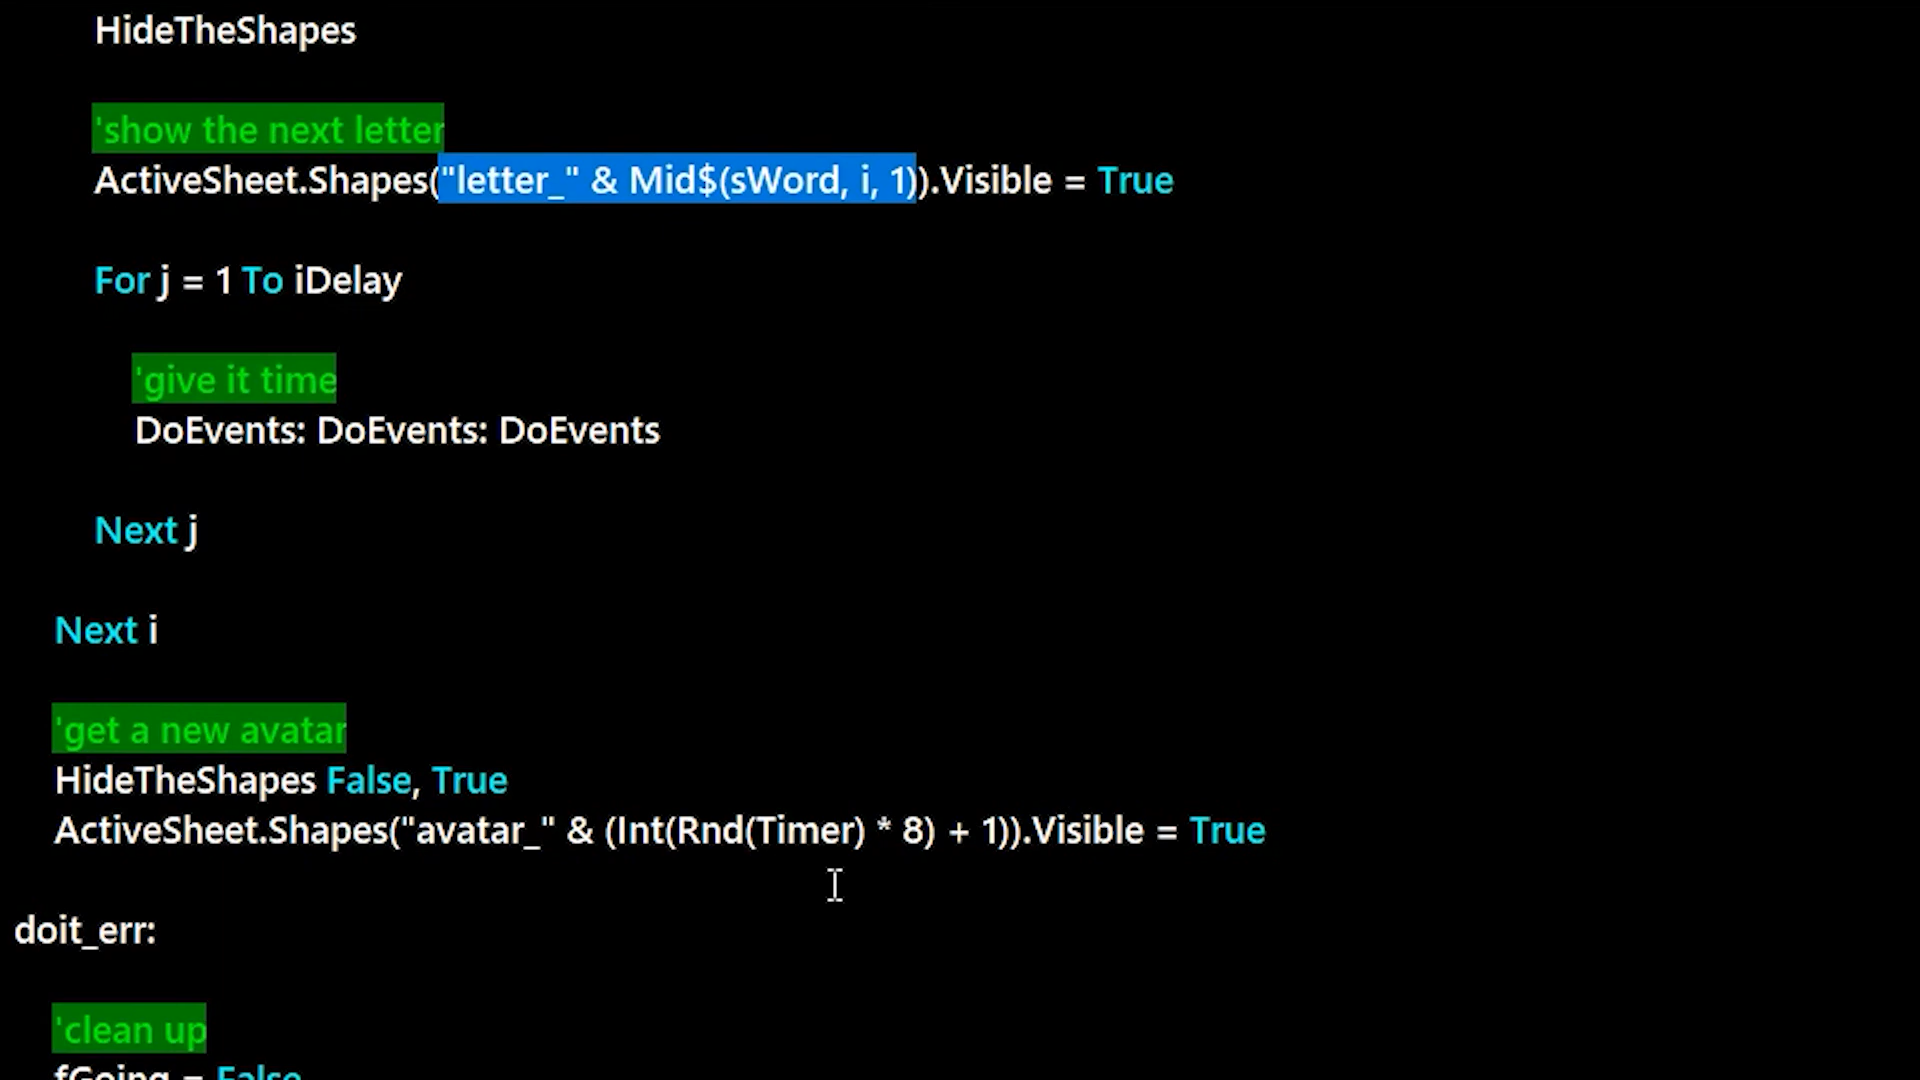 HideTheShapes
'show the next letter
ActiveSheet.Shapes("letter_" & Mid$(sWord, i, 1)).Visible = True
For j = 1 To iDelay
'give it time
DoEvents: DoEvents: DoEvents
Next j
Next i
'get a new avatar
HideTheShapes False, True
ActiveSheet.Shapes("avatar_" & (Int(Rnd(Timer) * 8) + 1)).Visible = True
doit_err:
'clean up
fGoing = False